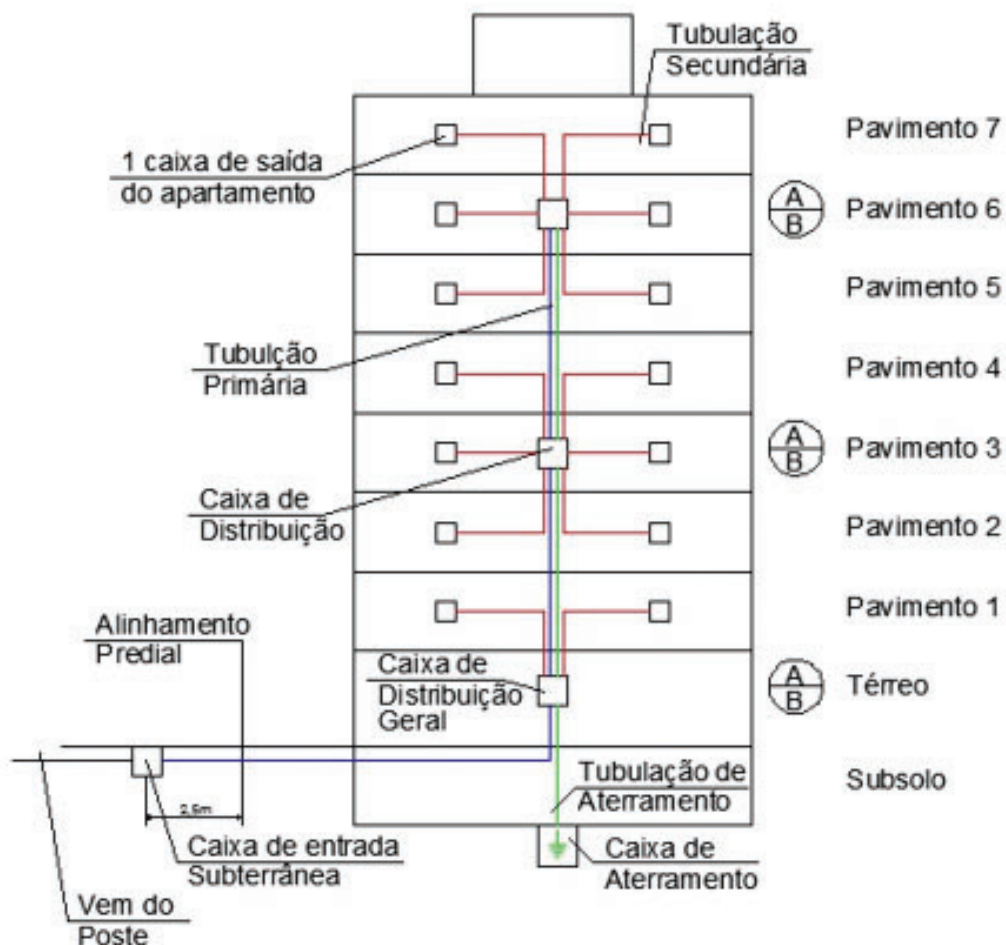 Tubulação
Secundária
Pavimento 7
1 caixa de saída
do apartamento
A
B
Pavimento 6
Pavimento 5
Tubulção
Primária
Pavimento 4
A
B
Pavimento 3
Caixa de
Distribuição
Pavimento 2
Pavimento 1
Alinhamento
Predial
Caixa de
Distribuição
Geral
A
B
Térreo
Tubulação de
Aterramento
Subsolo
2,5m
Caixa de entrada
Subterrânea
Caixa de
Aterramento
Vem do
Poste